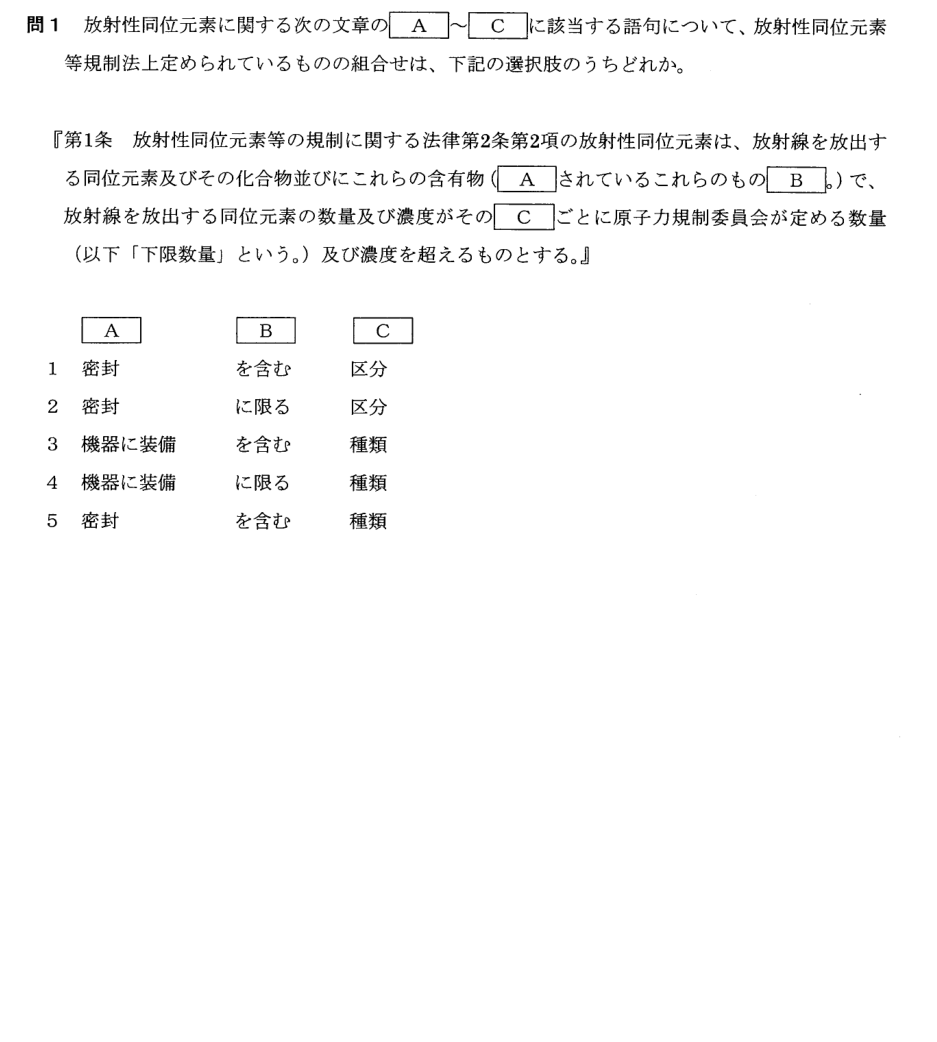 問1 放射性同位元素に関する次の文章の A ～ C に該当する語句について、放射性同位元素
等規制法上定められているものの組合せは、下記の選択肢のうちどれか。
『第1条 放射性同位元素等の規制に関する法律第2条第2項の放射性同位元素は、放射線を放出す
る同位元素及びその化合物並びにこれらの含有物( A されているこれらのもの B 。)で、
放射線を放出する同位元素の数量及び濃度がその C ごとに原子力規制委員会が定める数量
(以下「下限数量」という。)及び濃度を超えるものとする。』
A B C
1 密封 を含む 区分
2 密封 に限る 区分
3 機器に装備 を含む 種類
4 機器に装備 に限る 種類
5 密封 を含む 種類